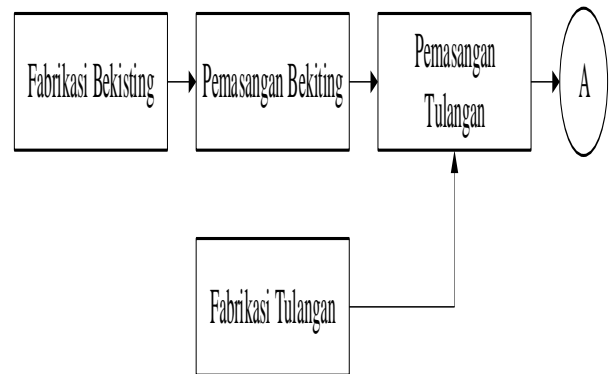 Fabrikasi Bekisting
Pemasangan Bekiting
Pemasangan
Tulangan
A
Fabrikasi Tulangan